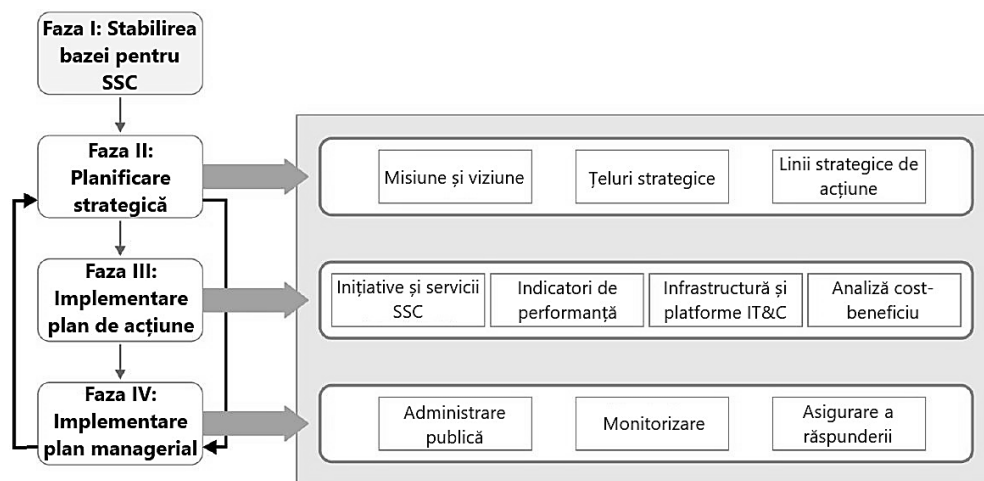 Faza I: Stabilirea
bazei pentru
SSC
Faza II:
Planificare
strategică
Misiune și viziune
Țeluri strategice
Linii strategice de
acțiune
Faza III:
Implementare
plan de acțiune
Inițiative și servicii
SSC
Indicatori de
performanță
Infrastructură și
platforme IT&C
Analiză cost-
beneficiu
Faza IV:
Implementare
plan managerial
Administrare
publică
Monitorizare
Asigurare a
răspunderii